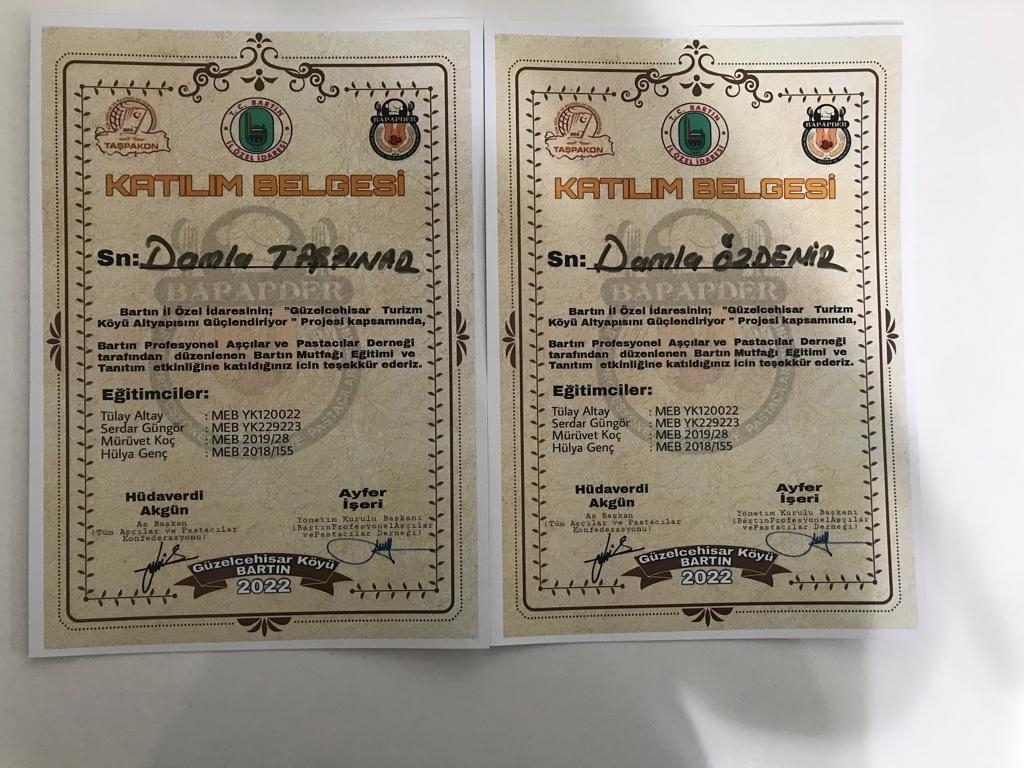 TAŞPAKON
T.C. BARTIN
İL ÖZEL İDARESİ
BAPAPDER
KATILIM BELGESİ
Sn: Damla TAŞPINAR
BAPAPDER
Bartın İl Özel İdaresinin; "Güzelcehisar Turizm
Köyü Altyapısını Güçlendiriyor " Projesi kapsamında,
Bartın Profesyonel Aşçılar ve Pastacılar Derneği
tarafından düzenlenen Bartın Mutfağı Eğitimi ve
Tanıtım etkinliğine katıldığınız icin teşekkür ederiz.
Eğitimciler:
Tülay Altay : MEB YK120022
Serdar Güngör : MEB YK229223
Mürüvet Koç : MEB 2019/28
Hülya Genç : MEB 2018/155
Hüdaverdi
Akgün
As Başkan
(Tüm Aşçılar ve Pastacılar
Konfederasyonu)
Ayfer
İşeri
Yönetim Kurulu Başkanı
(BartınProfesyonelAşçılar
vePastacılar Derneği)
Güzelcehisar Köyü
BARTIN
2022
TAŞPAKON
T.C. BARTIN
İL ÖZEL İDARESİ
BAPAPDER
KATILIM BELGESİ
Sn: Damla ÖZDEMİR
BAPAPDER
Bartın İl Özel İdaresinin; "Güzelcehisar Turizm
Köyü Altyapısını Güçlendiriyor " Projesi kapsamında,
Bartın Profesyonel Aşçılar ve Pastacılar Derneği
tarafından düzenlenen Bartın Mutfağı Eğitimi ve
Tanıtım etkinliğine katıldığınız icin teşekkür ederiz.
Eğitimciler:
Tülay Altay : MEB YK120022
Serdar Güngör : MEB YK229223
Mürüvet Koç : MEB 2019/28
Hülya Genç : MEB 2018/155
Hüdaverdi
Akgün
As Başkan
(Tüm Aşçılar ve Pastacılar
Konfederasyonu)
Ayfer
İşeri
Yönetim Kurulu Başkanı
(BartınProfesyonelAşçılar
vePastacılar Derneği)
Güzelcehisar Köyü
BARTIN
2022